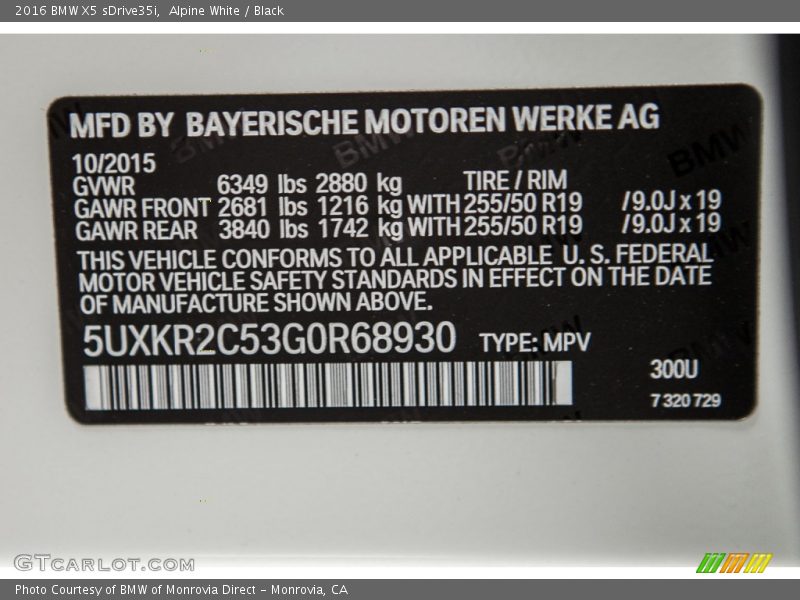 2016 BMW X5 sDrive35i,  Alpine White / Black
MFD BY BAYERISCHE MOTOREN WERKE AG
10/2015
GVWR 6349 lbs 2880 kg TIRE / RIM
GAWR FRONT 2681 lbs 1216 kg WITH 255/50 R19 /9.0J x 19
GAWR REAR 3840 lbs 1742 kg WITH 255/50 R19 /9.0J x 19
THIS VEHICLE CONFORMS TO ALL APPLICABLE U. S. FEDERAL
MOTOR VEHICLE SAFETY STANDARDS IN EFFECT ON THE DATE
OF MANUFACTURE SHOWN ABOVE.
5UXKR2C53G0R68930 TYPE: MPV
300U
7 320 729
GTCARLOT.COM
Photo Courtesy of BMW of Monrovia Direct – Monrovia, CA